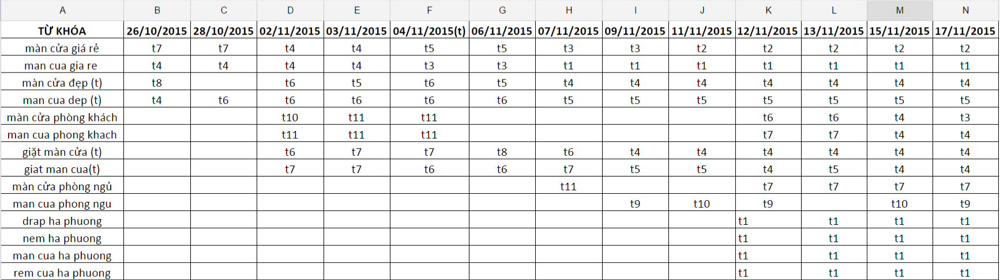 A B C D E F G H I J K L M N
TỪ KHÓA 26/10/2015 28/10/2015 02/11/2015 03/11/2015 04/11/2015(t) 06/11/2015 07/11/2015 09/11/2015 11/11/2015 12/11/2015 13/11/2015 15/11/2015 17/11/2015
màn cửa giá rẻ t7 t7 t4 t4 t5 t5 t3 t3 t2 t2 t2 t2 t2
man cua gia re t4 t4 t4 t4 t3 t3 t1 t1 t1 t1 t1 t1 t1
màn cửa đẹp (t) t8 t6 t5 t6 t5 t4 t4 t4 t4 t4 t4 t4
man cua dep (t) t4 t6 t6 t6 t6 t6 t5 t5 t5 t5 t5 t5 t5
màn cửa phòng khách t10 t11 t11 t6 t6 t4 t3
man cua phong khach t11 t11 t11 t7 t7 t4 t4
giặt màn cửa (t) t6 t7 t7 t8 t6 t4 t4 t4 t4 t4 t4
giat man cua(t) t7 t7 t6 t6 t7 t5 t5 t4 t5 t4 t4
màn cửa phòng ngủ t11 t7 t7 t7 t7
man cua phong ngu t9 t10 t9 t10 t9
drap ha phuong t1 t1 t1 t1
nem ha phuong t1 t1 t1 t1
man cua ha phuong t1 t1 t1 t1
rem cua ha phuong t1 t1 t1 t1